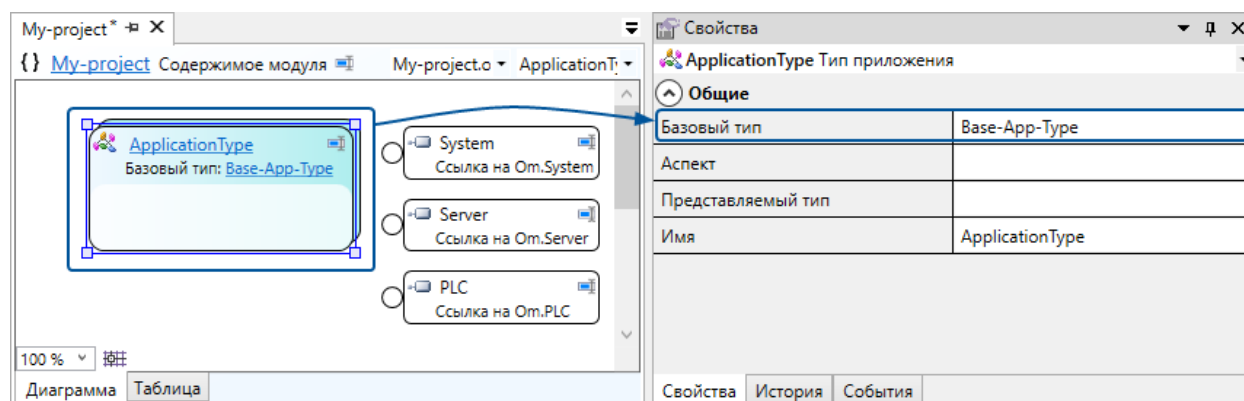 My-project*
{} My-project Содержимое модуля My-project.o ApplicationT
ApplicationType
Базовый тип: Base-App-Type
System
Ссылка на Om.System
Server
Ссылка на Om.Server
PLC
Ссылка на Om.PLC
100 %
Диаграмма Таблица
Свойства
ApplicationType Тип приложения
Общие
Базовый тип Base-App-Type
Аспект
Представляемый тип
Имя ApplicationType
Свойства История События